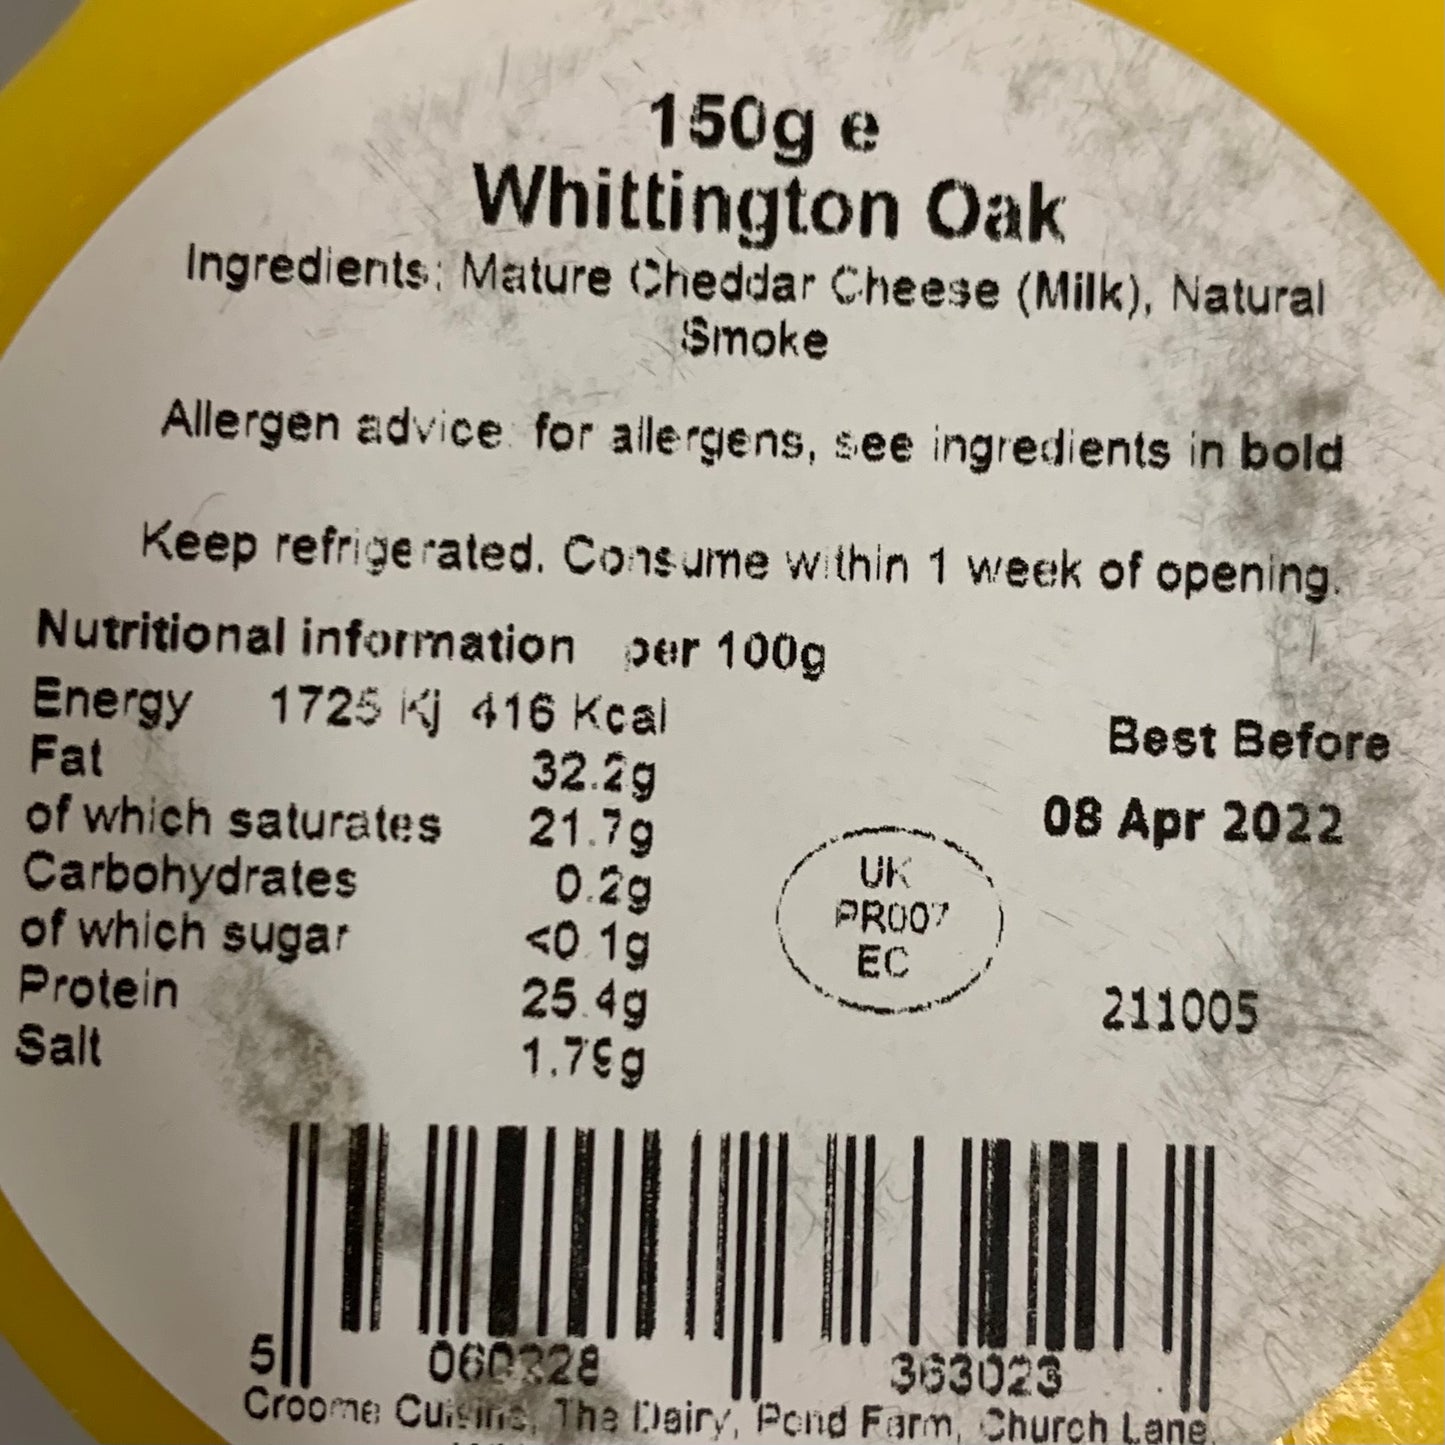 150g e
Whittington Oak
Ingredients: Mature Cheddar Cheese (Milk), Natural
Smoke
Allergen advice: for allergens, see ingredients in bold
Keep refrigerated. Consume within 1 week of opening.
Nutritional information per 100g
Energy 1725 Kj 416 Kcal
Fat 32.2g
of which saturates 21.7g
Carbohydrates 0.2g
of which sugar <0.1g
Protein 25.4g
Salt 1.79g
Best Before
08 Apr 2022
UK
PR007
EC
211005
5 060228 363023
Croome Cuisine, The Dairy, Pond Farm, Church Lane,